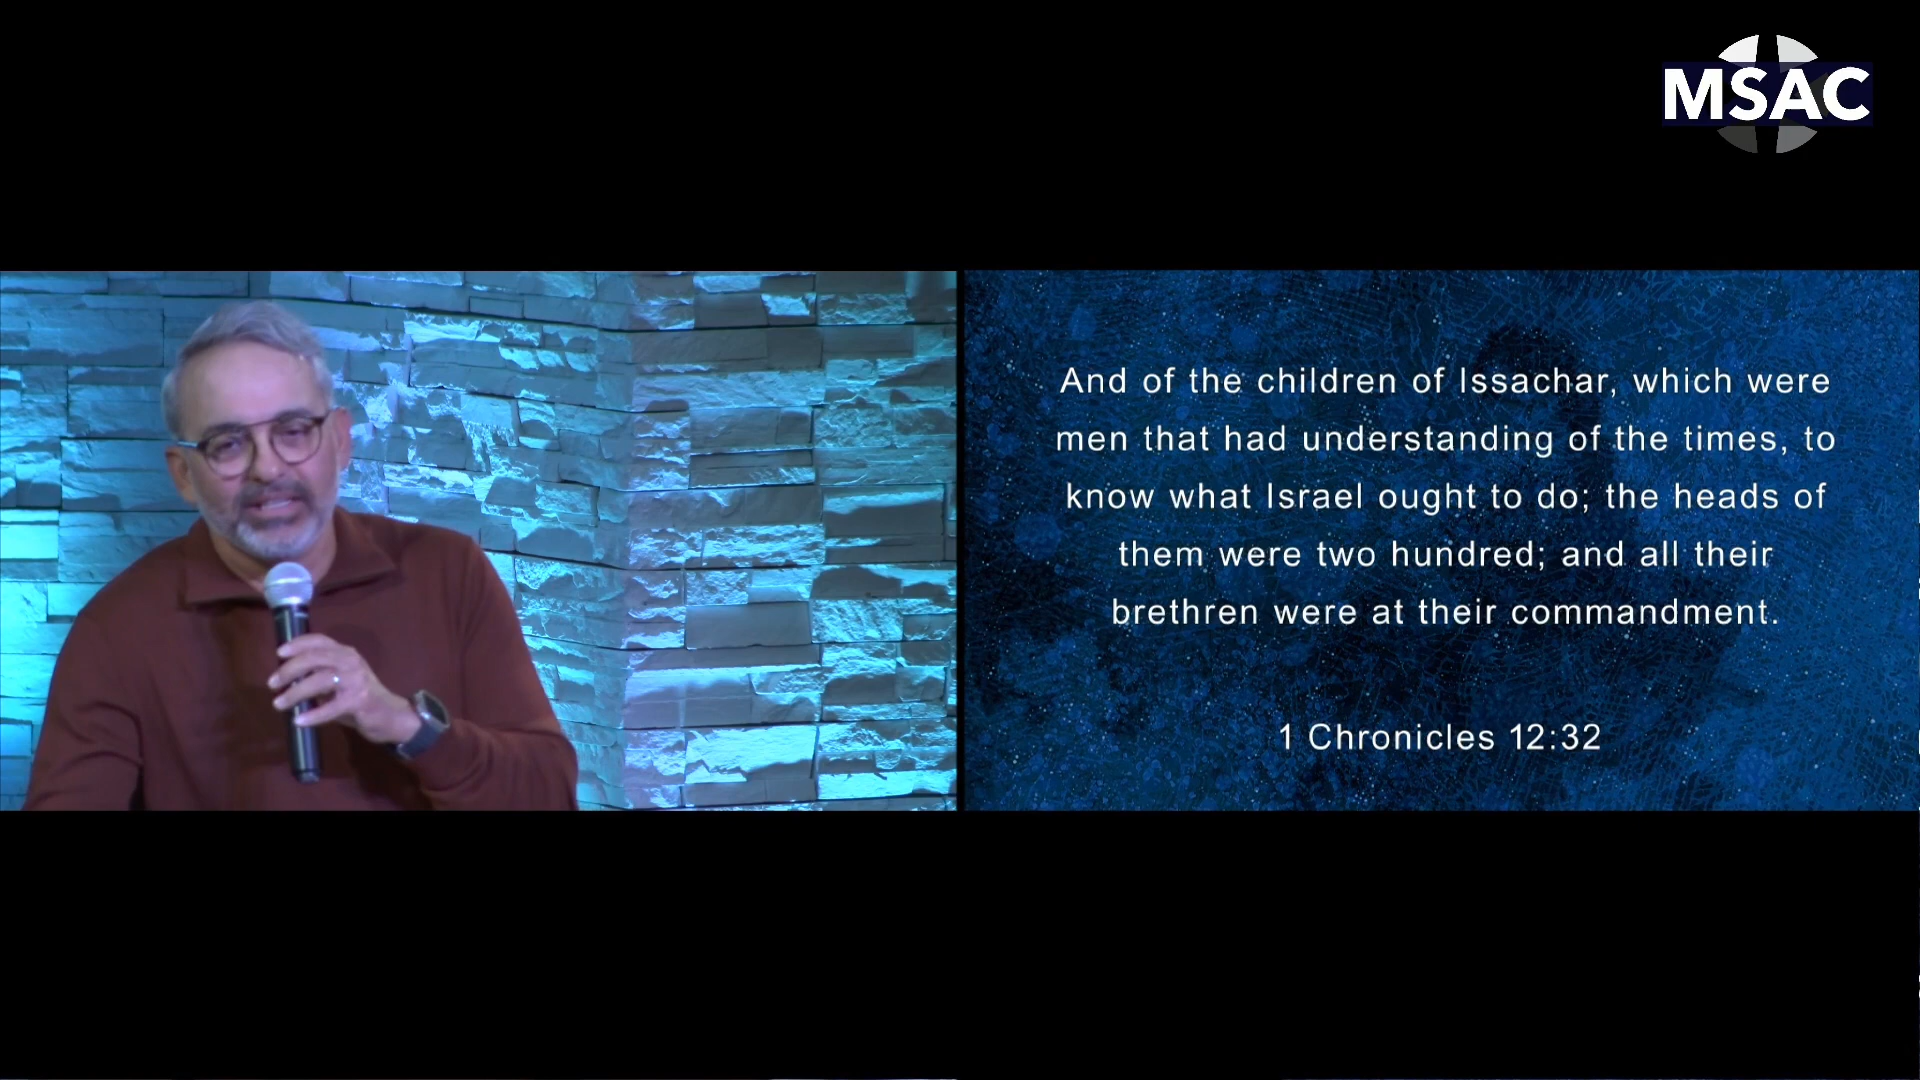 MSAC
And of the children of Issachar, which were
men that had understanding of the times, to
know what Israel ought to do; the heads of
them were two hundred; and all their
brethren were at their commandment.
1 Chronicles 12:32